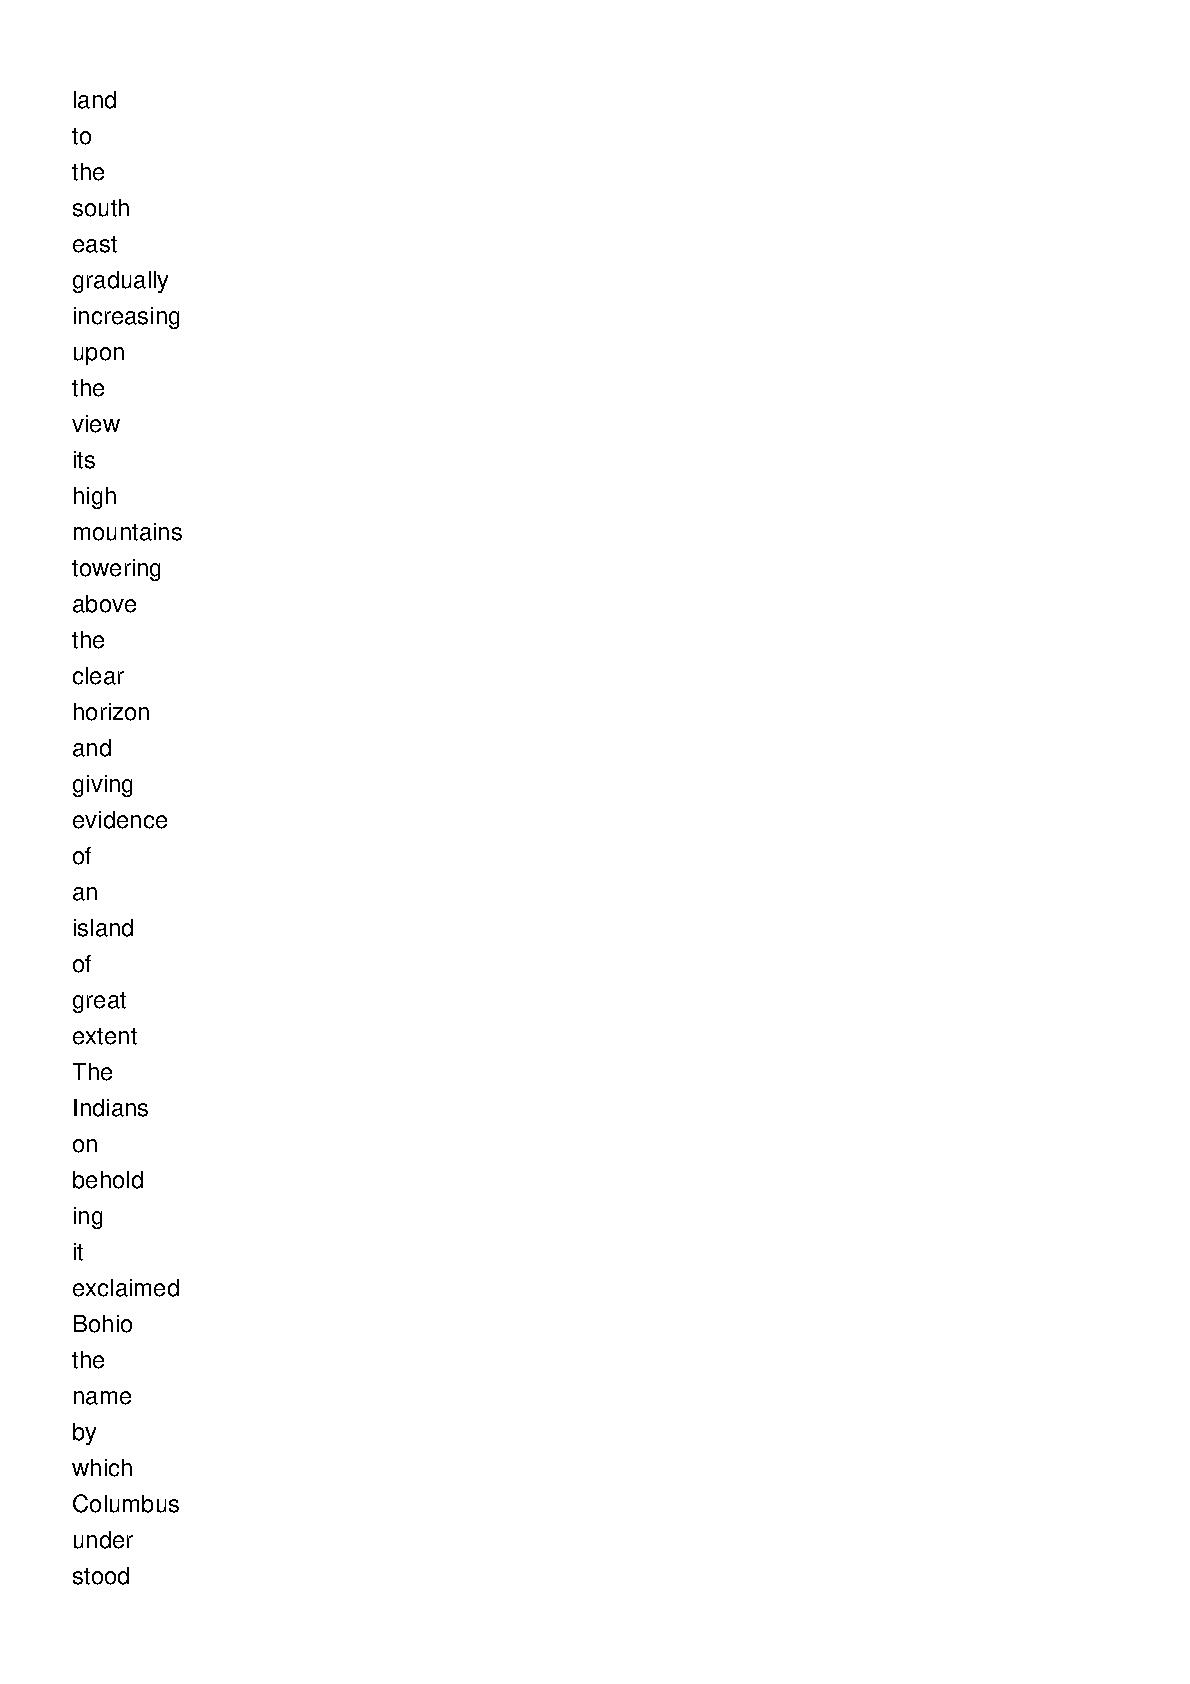 land
to
the
south
east
gradually
increasing
upon
the
view
its
high
mountains
towering
above
the
clear
horizon
and
giving
evidence
of
an
island
of
great
extent
The
Indians
on
behold
ing
it
exclaimed
Bohio
the
name
by
which
Columbus
under
stood